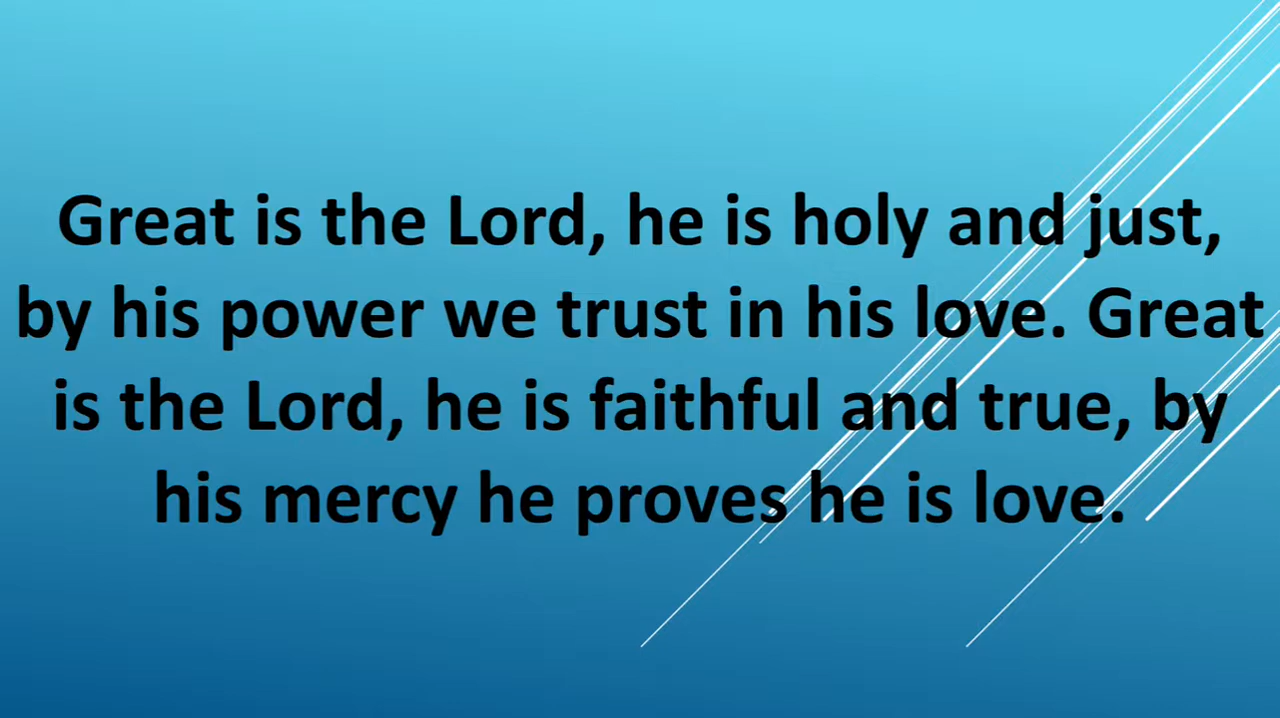 Great is the Lord, he is holy and just,
by his power we trust in his love. Great
is the Lord, he is faithful and true, by
his mercy he proves he is love.